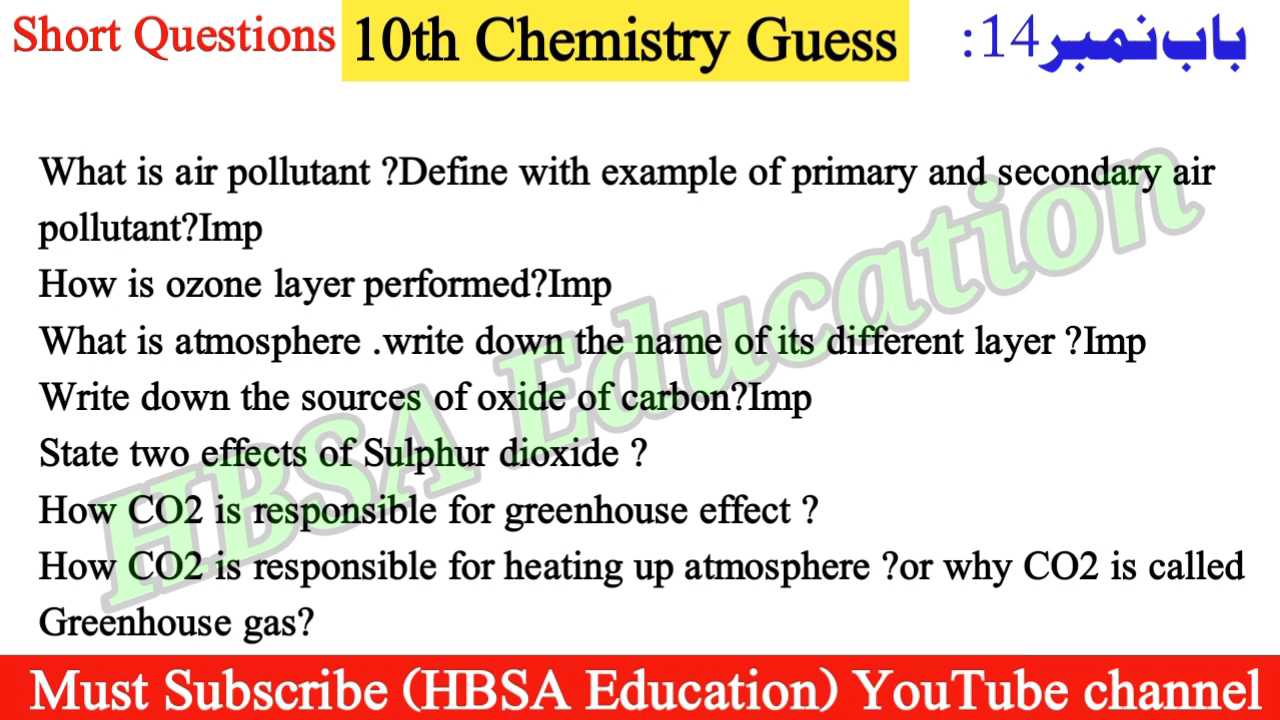 Short Questions 10th Chemistry Guess باب نمبر14:
What is air pollutant ?Define with example of primary and secondary air
pollutant?Imp
How is ozone layer performed?Imp
What is atmosphere .write down the name of its different layer ?Imp
Write down the sources of oxide of carbon?Imp
State two effects of Sulphur dioxide ?
How CO2 is responsible for greenhouse effect ?
How CO2 is responsible for heating up atmosphere ?or why CO2 is called
Greenhouse gas?
HBSA Education
Must Subscribe (HBSA Education) YouTube channel